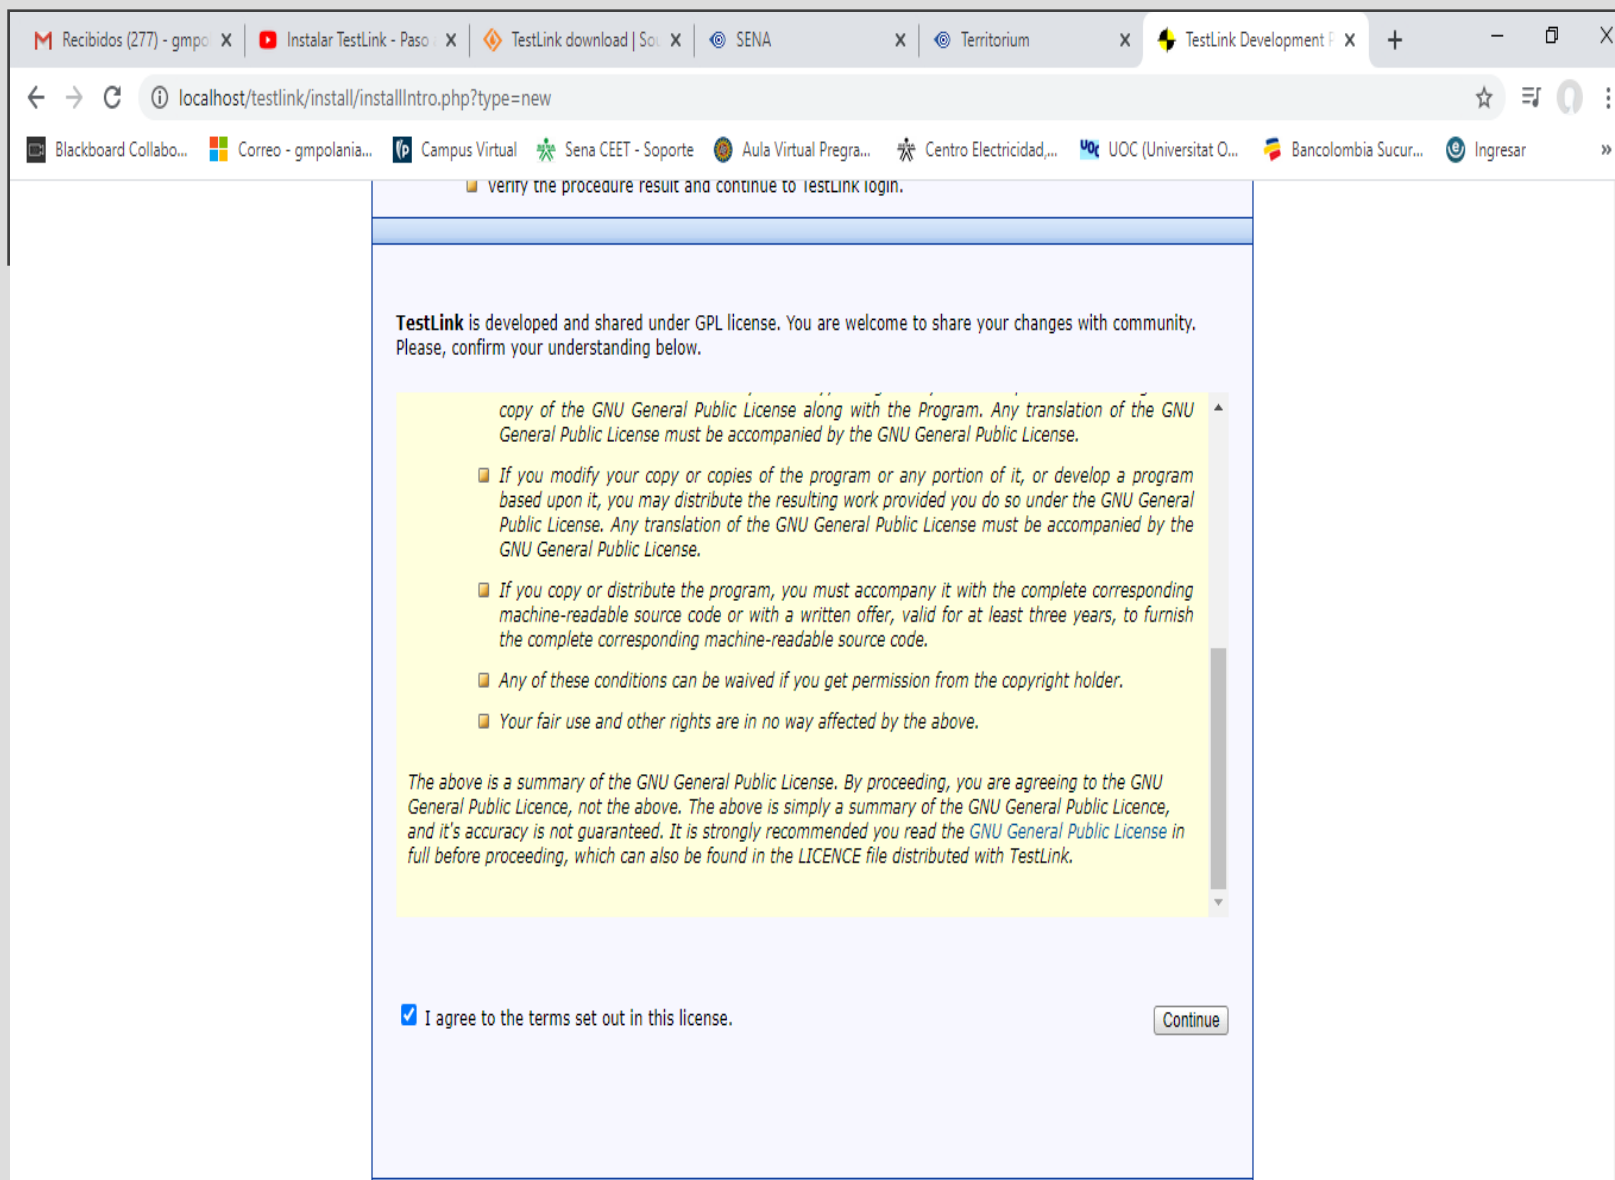 Recibidos (277) - gmpo
Instalar TestLink - Paso
TestLink download | So
SENA
Territorium
TestLink Development P
localhost/testlink/install/installIntro.php?type=new
Blackboard Collabo...
Correo - gmpolania...
Campus Virtual
Sena CEET - Soporte
Aula Virtual Pregra...
Centro Electricidad,...
UOC (Universitat O...
Bancolombia Sucur...
Ingresar
»
Verify the procedure result and continue to TestLink login.
TestLink is developed and shared under GPL license. You are welcome to share your changes with community.
Please, confirm your understanding below.
copy of the GNU General Public License along with the Program. Any translation of the GNU
General Public License must be accompanied by the GNU General Public License.
If you modify your copy or copies of the program or any portion of it, or develop a program
based upon it, you may distribute the resulting work provided you do so under the GNU General
Public License. Any translation of the GNU General Public License must be accompanied by the
GNU General Public License.
If you copy or distribute the program, you must accompany it with the complete corresponding
machine-readable source code or with a written offer, valid for at least three years, to furnish
the complete corresponding machine-readable source code.
Any of these conditions can be waived if you get permission from the copyright holder.
Your fair use and other rights are in no way affected by the above.
The above is a summary of the GNU General Public License. By proceeding, you are agreeing to the GNU
General Public Licence, not the above. The above is simply a summary of the GNU General Public Licence,
and it's accuracy is not guaranteed. It is strongly recommended you read the GNU General Public License in
full before proceeding, which can also be found in the LICENCE file distributed with TestLink.
I agree to the terms set out in this license.
Continue